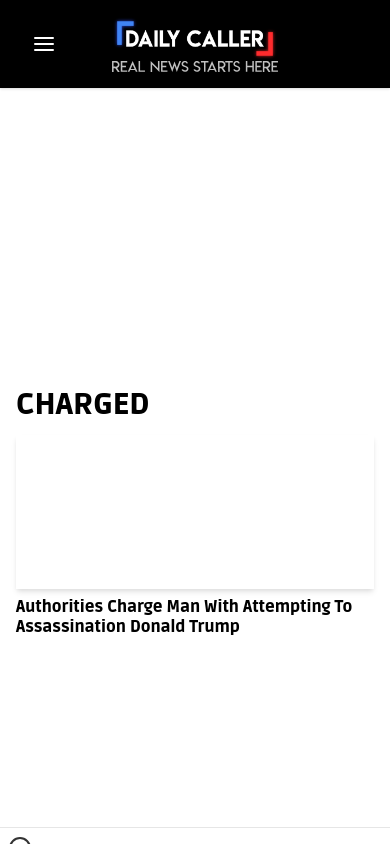 DAILY CALLER
REAL NEWS STARTS HERE
CHARGED
Authorities Charge Man With Attempting To
Assassination Donald Trump